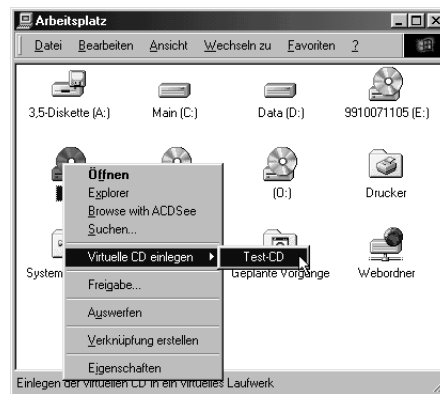 Arbeitsplatz
Datei Bearbeiten Ansicht Wechseln zu Favoriten ?
3,5-Diskette (A:) Main (C:) Data (D:) 9910071105 (E:)
(O:) Drucker
Öffnen
Explorer
Browse with ACDSee
Suchen...
Virtuelle CD einlegen Test-CD
System Geplante Vorgänge Webordner
Freigabe...
Auswerfen
Verknüpfung erstellen
Eigenschaften
Einlegen der virtuellen CD in ein virtuelles Laufwerk